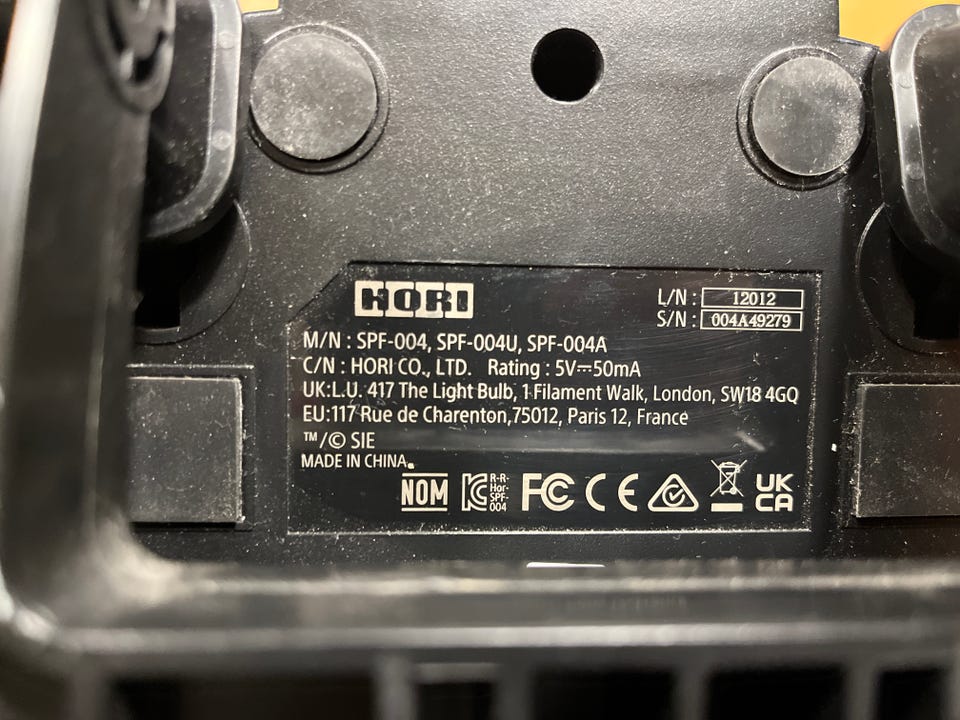 HORI
L/N : 12012
S/N : 004A49279
M/N : SPF-004, SPF-004U, SPF-004A
C/N : HORI CO., LTD. Rating : 5V⎓50mA
UK:L.U. 417 The Light Bulb, 1 Filament Walk, London, SW18 4GQ
EU:117 Rue de Charenton,75012, Paris 12, France
™/© SIE
MADE IN CHINA.
NOM
R-R-
Hor-
SPF-
004
FC CE
UK
CA